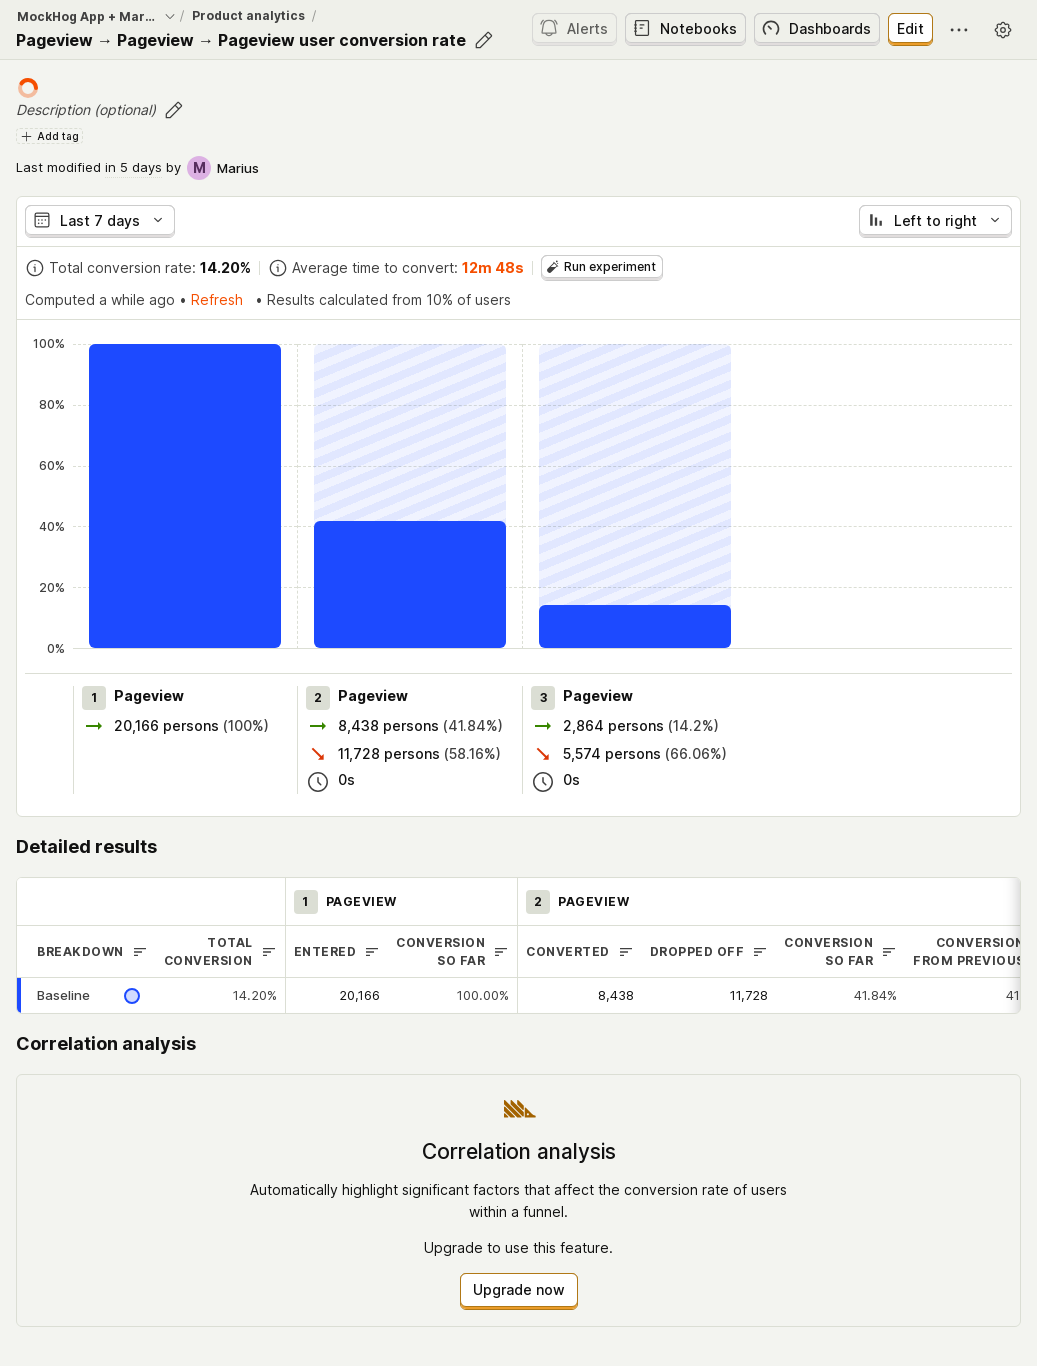 MockHog App + Mar... / Product analytics /
Pageview → Pageview → Pageview user conversion rate
Alerts Notebooks Dashboards Edit
Description (optional)
Add tag
Last modified in 5 days by M Marius
Last 7 days Left to right
Total conversion rate: 14.20% Average time to convert: 12m 48s Run experiment
Computed a while ago • Refresh • Results calculated from 10% of users
100%
80%
60%
40%
20%
0%
1 Pageview
20,166 persons (100%)
2 Pageview
8,438 persons (41.84%)
11,728 persons (58.16%)
0s
3 Pageview
2,864 persons (14.2%)
5,574 persons (66.06%)
0s
Detailed results
1 PAGEVIEW 2 PAGEVIEW
BREAKDOWN TOTAL CONVERSION ENTERED CONVERSION SO FAR CONVERTED DROPPED OFF CONVERSION SO FAR CONVERSION FROM PREVIOUS
Baseline 14.20% 20,166 100.00% 8,438 11,728 41.84% 41
Correlation analysis
Correlation analysis
Automatically highlight significant factors that affect the conversion rate of users
within a funnel.
Upgrade to use this feature.
Upgrade now